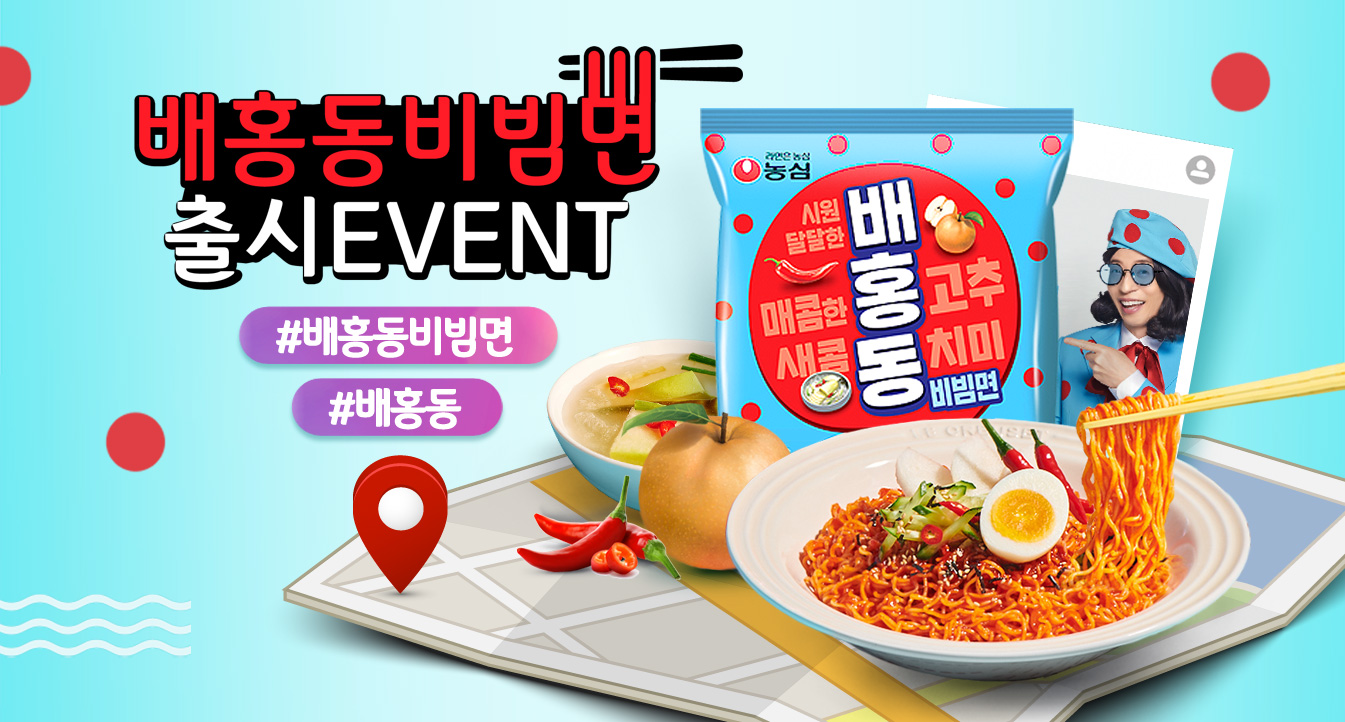 배홍동비빔면
출시EVENT
#배홍동비빔면
#배홍동
라면은 농심
농심
시원
달달한
배
매콤한
홍
고추
새콤
동
치미
비빔면